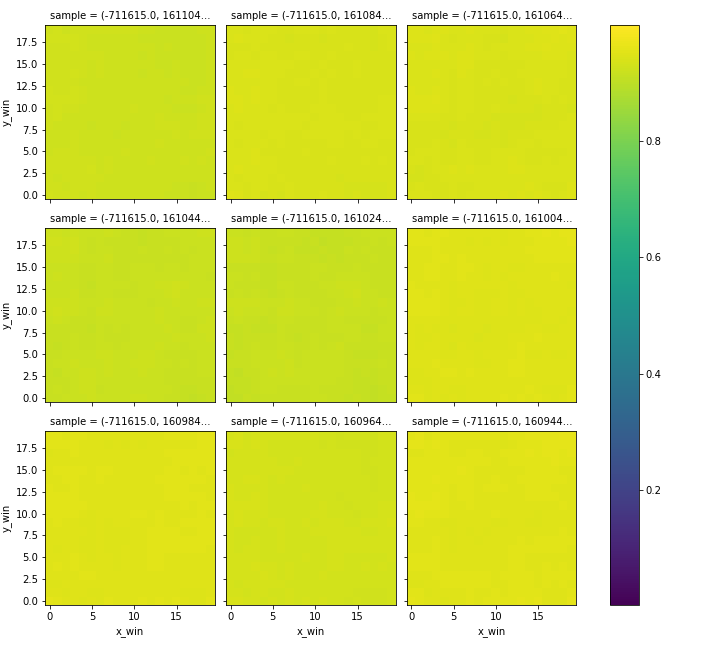 sample = (-711615.0, 161104...
sample = (-711615.0, 161084...
sample = (-711615.0, 161064...
17.5
15.0
12.5
10.0
7.5
5.0
2.5
0.0
y_win
0.8
0.6
0.4
0.2
sample = (-711615.0, 161044...
sample = (-711615.0, 161024...
sample = (-711615.0, 161004...
17.5
15.0
12.5
10.0
7.5
5.0
2.5
0.0
y_win
sample = (-711615.0, 160984...
sample = (-711615.0, 160964...
sample = (-711615.0, 160944...
17.5
15.0
12.5
10.0
7.5
5.0
2.5
0.0
y_win
0 5 10 15
x_win
0 5 10 15
x_win
0 5 10 15
x_win